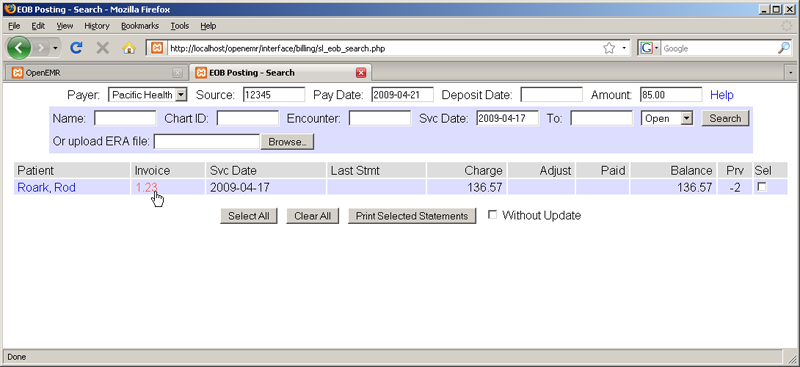 EOB Posting - Search - Mozilla Firefox
File Edit View History Bookmarks Tools Help
http://localhost/openemr/interface/billing/sl_eob_search.php Google
OpenEMR EOB Posting - Search
Payer: Pacific Health Source: 12345 Pay Date: 2009-04-21 Deposit Date: Amount: 85.00 Help
Name: Chart ID: Encounter: Svc Date: 2009-04-17 To: Open Search
Or upload ERA file: Browse..
Patient Invoice Svc Date Last Stmt Charge Adjust Paid Balance Prv Sel
Roark, Rod 1.23 2009-04-17 136.57 136.57 -2
Select All Clear All Print Selected Statements Without Update
Done